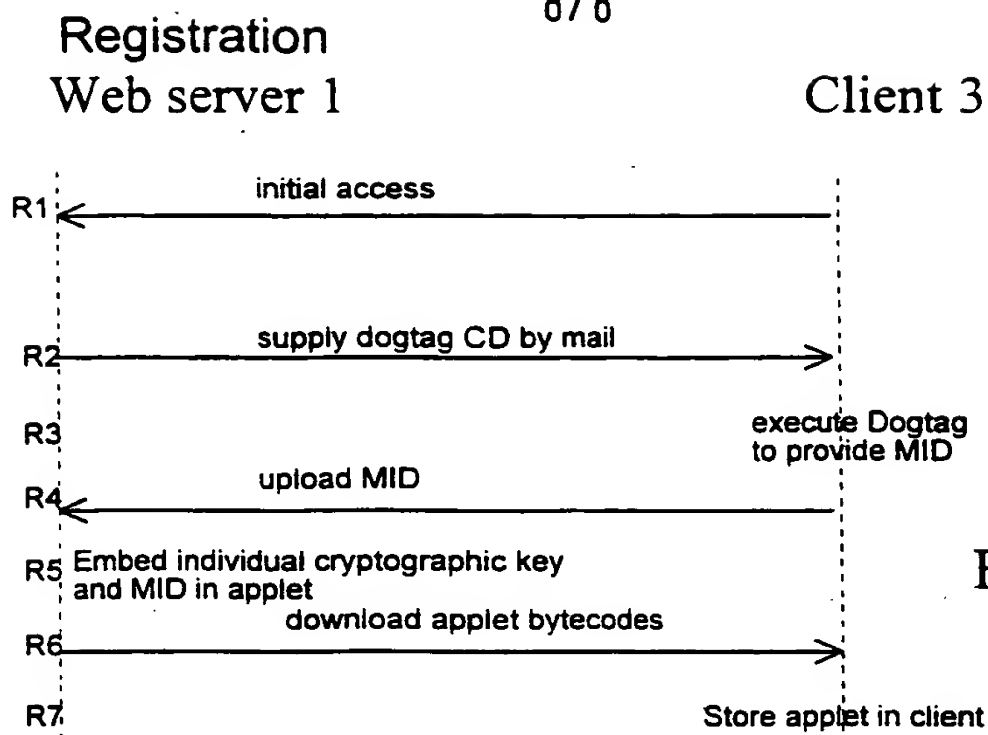 6/6
Registration
Web server 1
Client 3
R1
initial access
R2
supply dogtag CD by mail
R3
execute Dogtag
to provide MID
R4
upload MID
R5
Embed individual cryptographic key
and MID in applet
R6
download applet bytecodes
R7
Store applet in client